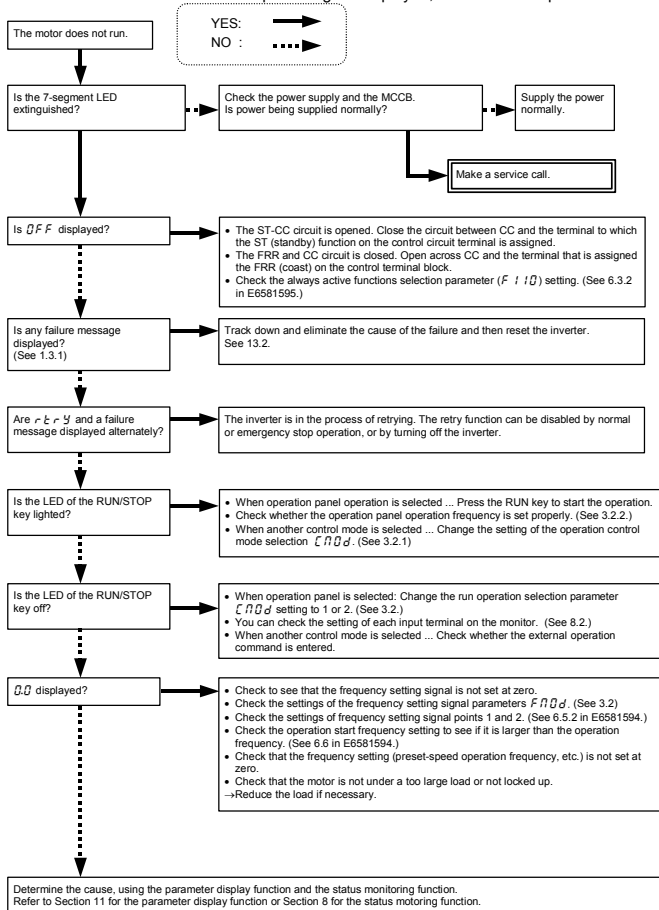 YES:
NO :
The motor does not run.
Is the 7-segment LED
extinguished?
Check the power supply and the MCCB.
Is power being supplied normally?
Supply the power
normally.
Make a service call.
Is OFF displayed?
• The ST-CC circuit is opened. Close the circuit between CC and the terminal to which
the ST (standby) function on the control circuit terminal is assigned.
• The FRR and CC circuit is closed. Open across CC and the terminal that is assigned
the FRR (coast) on the control terminal block.
• Check the always active functions selection parameter (F110) setting. (See 6.3.2
in E6581595.)
Is any failure message
displayed?
(See 1.3.1)
Track down and eliminate the cause of the failure and then reset the inverter.
See 13.2.
Are rtry and a failure
message displayed alternately?
The inverter is in the process of retrying. The retry function can be disabled by normal
or emergency stop operation, or by turning off the inverter.
Is the LED of the RUN/STOP
key lighted?
• When operation panel operation is selected ... Press the RUN key to start the operation.
• Check whether the operation panel operation frequency is set properly. (See 3.2.2.)
• When another control mode is selected ... Change the setting of the operation control
mode selection CMOd. (See 3.2.1)
Is the LED of the RUN/STOP
key off?
• When operation panel is selected: Change the run operation selection parameter
CMOd setting to 1 or 2. (See 3.2.)
• You can check the setting of each input terminal on the monitor. (See 8.2.)
• When another control mode is selected ... Check whether the external operation
command is entered.
0.0 displayed?
• Check to see that the frequency setting signal is not set at zero.
• Check the settings of the frequency setting signal parameters FMOd. (See 3.2)
• Check the settings of frequency setting signal points 1 and 2. (See 6.5.2 in E6581594.)
• Check the operation start frequency setting to see if it is larger than the operation
frequency. (See 6.6 in E6581594.)
• Check that the frequency setting (preset-speed operation frequency, etc.) is not set at
zero.
• Check that the motor is not under a too large load or not locked up.
→Reduce the load if necessary.
Determine the cause, using the parameter display function and the status monitoring function.
Refer to Section 11 for the parameter display function or Section 8 for the status motoring function.